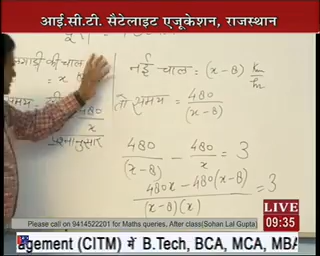 आई.सी.टी. सैटेलाइट एजूकेशन, राजस्थान
की चाल
= x
नई चाल = (x-8) km/hr
480/x
तो समय = 480/(x-8)
प्रश्नानुसार
480/(x-8) - 480/x = 3
480x-480(x-8)/(x-8)(x) = 3
LIVE
Please call on 9414522201 for Maths queries, After class(Sohan Lal Gupta)
09:35
agement (CITM) में B.Tech, BCA, MCA, MBA